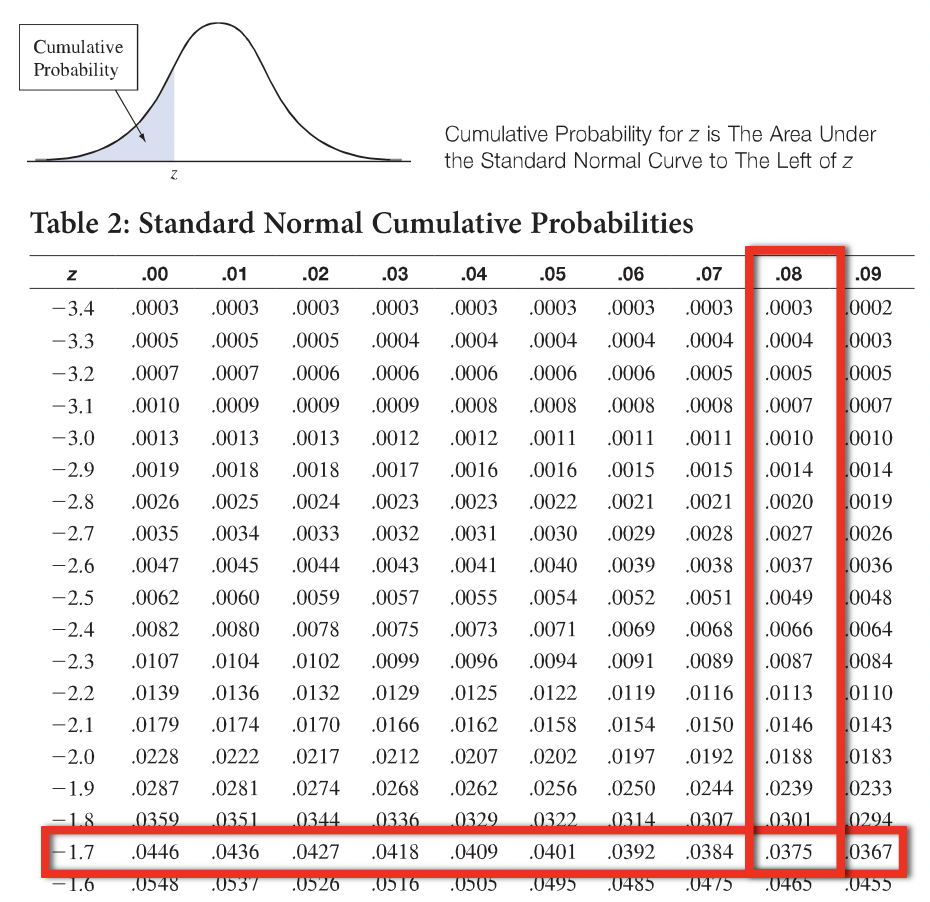 Cumulative
Probability
z
Cumulative Probability for z is The Area Under
the Standard Normal Curve to The Left of z
Table 2: Standard Normal Cumulative Probabilities
z .00 .01 .02 .03 .04 .05 .06 .07 .08 .09
−3.4 .0003 .0003 .0003 .0003 .0003 .0003 .0003 .0003 .0003 .0002
−3.3 .0005 .0005 .0005 .0004 .0004 .0004 .0004 .0004 .0004 .0003
−3.2 .0007 .0007 .0006 .0006 .0006 .0006 .0006 .0005 .0005 .0005
−3.1 .0010 .0009 .0009 .0009 .0008 .0008 .0008 .0008 .0007 .0007
−3.0 .0013 .0013 .0013 .0012 .0012 .0011 .0011 .0011 .0010 .0010
−2.9 .0019 .0018 .0018 .0017 .0016 .0016 .0015 .0015 .0014 .0014
−2.8 .0026 .0025 .0024 .0023 .0023 .0022 .0021 .0021 .0020 .0019
−2.7 .0035 .0034 .0033 .0032 .0031 .0030 .0029 .0028 .0027 .0026
−2.6 .0047 .0045 .0044 .0043 .0041 .0040 .0039 .0038 .0037 .0036
−2.5 .0062 .0060 .0059 .0057 .0055 .0054 .0052 .0051 .0049 .0048
−2.4 .0082 .0080 .0078 .0075 .0073 .0071 .0069 .0068 .0066 .0064
−2.3 .0107 .0104 .0102 .0099 .0096 .0094 .0091 .0089 .0087 .0084
−2.2 .0139 .0136 .0132 .0129 .0125 .0122 .0119 .0116 .0113 .0110
−2.1 .0179 .0174 .0170 .0166 .0162 .0158 .0154 .0150 .0146 .0143
−2.0 .0228 .0222 .0217 .0212 .0207 .0202 .0197 .0192 .0188 .0183
−1.9 .0287 .0281 .0274 .0268 .0262 .0256 .0250 .0244 .0239 .0233
−1.8 .0359 .0351 .0344 .0336 .0329 .0322 .0314 .0307 .0301 .0294
−1.7 .0446 .0436 .0427 .0418 .0409 .0401 .0392 .0384 .0375 .0367
−1.6 .0548 .0537 .0526 .0516 .0505 .0495 .0485 .0475 .0465 .0455